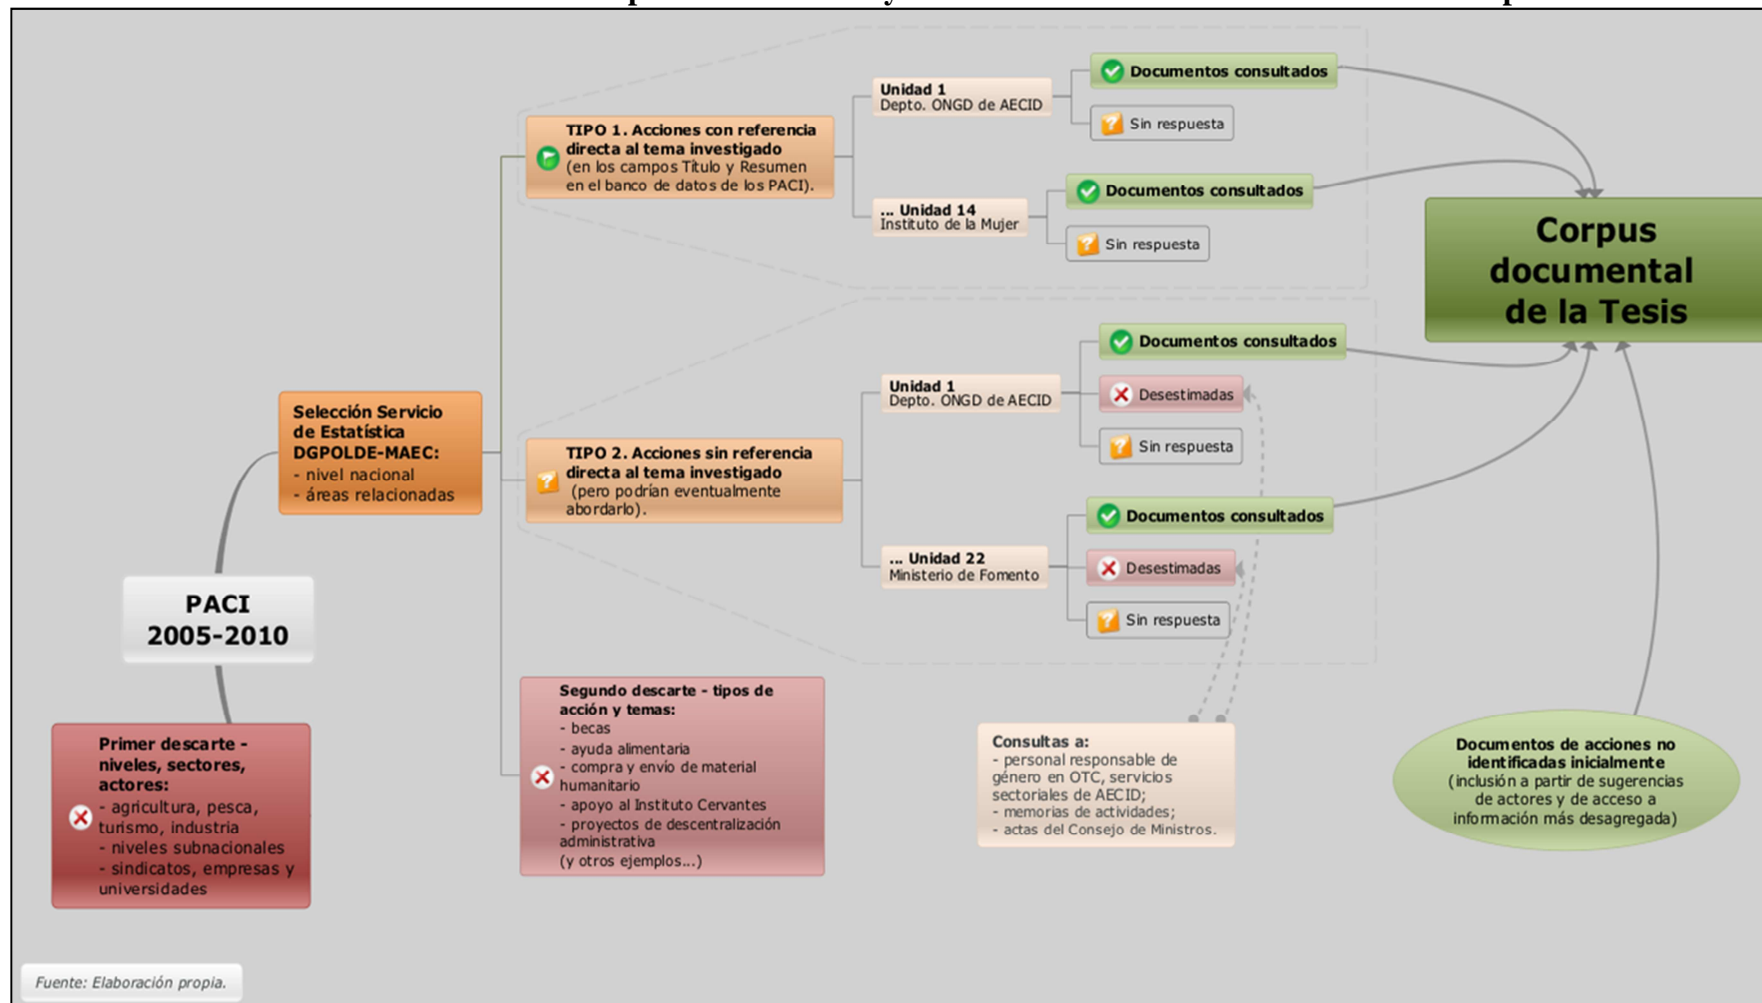 TIPO 1. Acciones con referencia
directa al tema investigado
(en los campos Título y Resumen
en el banco de datos de los PACI).
Unidad 1
Depto. ONGD de AECID
Documentos consultados
Sin respuesta
... Unidad 14
Instituto de la Mujer
Documentos consultados
Sin respuesta
Corpus
documental
de la Tesis
Selección Servicio
de Estatística
DGPOLDE-MAEC:
- nivel nacional
- áreas relacionadas
TIPO 2. Acciones sin referencia
directa al tema investigado
(pero podrían eventualmente
abordarlo).
Unidad 1
Depto. ONGD de AECID
Documentos consultados
Desestimadas
Sin respuesta
... Unidad 22
Ministerio de Fomento
Documentos consultados
Desestimadas
Sin respuesta
PACI
2005-2010
Primer descarte -
niveles, sectores,
actores:
- agricultura, pesca,
turismo, industria
- niveles subnacionales
- sindicatos, empresas y
universidades
Segundo descarte - tipos de
acción y temas:
- becas
- ayuda alimentaria
- compra y envío de material
humanitario
- apoyo al Instituto Cervantes
- proyectos de descentralización
administrativa
(y otros ejemplos...)
Consultas a:
- personal responsable de
género en OTC, servicios
sectoriales de AECID;
- memorias de actividades;
- actas del Consejo de Ministros.
Documentos de acciones no
identificadas inicialmente
(inclusión a partir de sugerencias
de actores y de acceso a
información más desagregada)
Fuente: Elaboración propia.